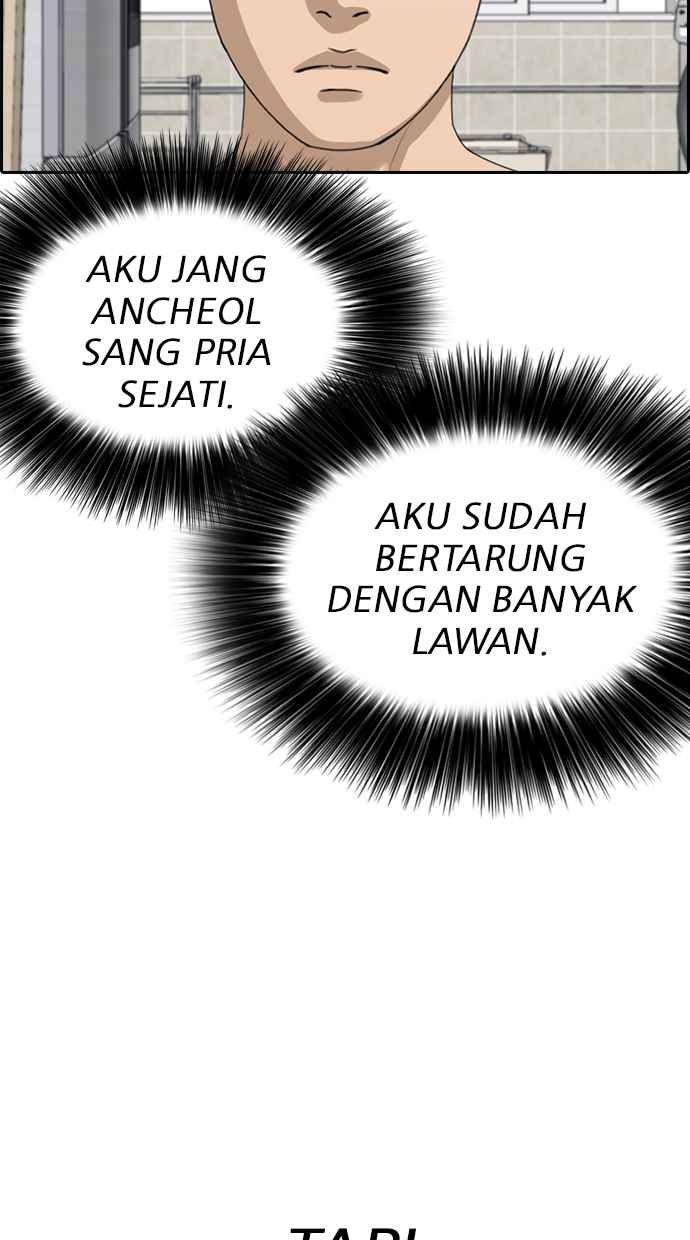 AKU JANG
ANCHEOL
SANG PRIA
SEJATI.
AKU SUDAH
BERTARUNG
DENGAN BANYAK
LAWAN.